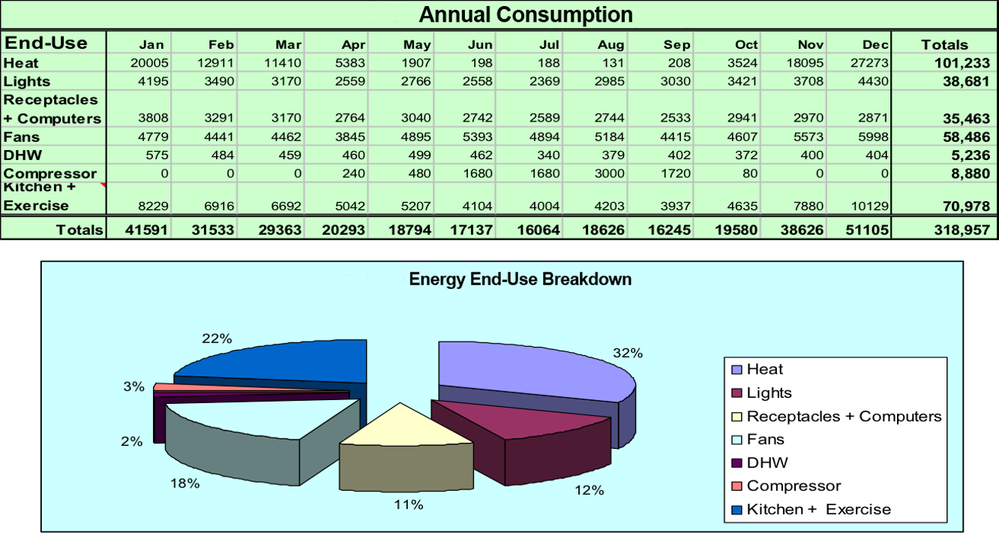 Annual Consumption
End-Use Jan Feb Mar Apr May Jun Jul Aug Sep Oct Nov Dec Totals
Heat 20005 12911 11410 5383 1907 198 188 131 208 3524 18095 27273 101,233
Lights 4195 3490 3170 2559 2766 2558 2369 2985 3030 3421 3708 4430 38,681
Receptacles
+ Computers 3808 3291 3170 2764 3040 2742 2589 2744 2533 2941 2970 2871 35,463
Fans 4779 4441 4462 3845 4895 5393 4894 5184 4415 4607 5573 5998 58,486
DHW 575 484 459 460 499 462 340 379 402 372 400 404 5,236
Compressor 0 0 0 240 480 1680 1680 3000 1720 80 0 0 8,880
Kitchen +
Exercise 8229 6916 6692 5042 5207 4104 4004 4203 3937 4635 7880 10129 70,978
Totals 41591 31533 29363 20293 18794 17137 16064 18626 16245 19580 38626 51105 318,957
Energy End-Use Breakdown
22%
32%
3%
2%
18%
11%
12%
Heat
Lights
Receptacles + Computers
Fans
DHW
Compressor
Kitchen + Exercise